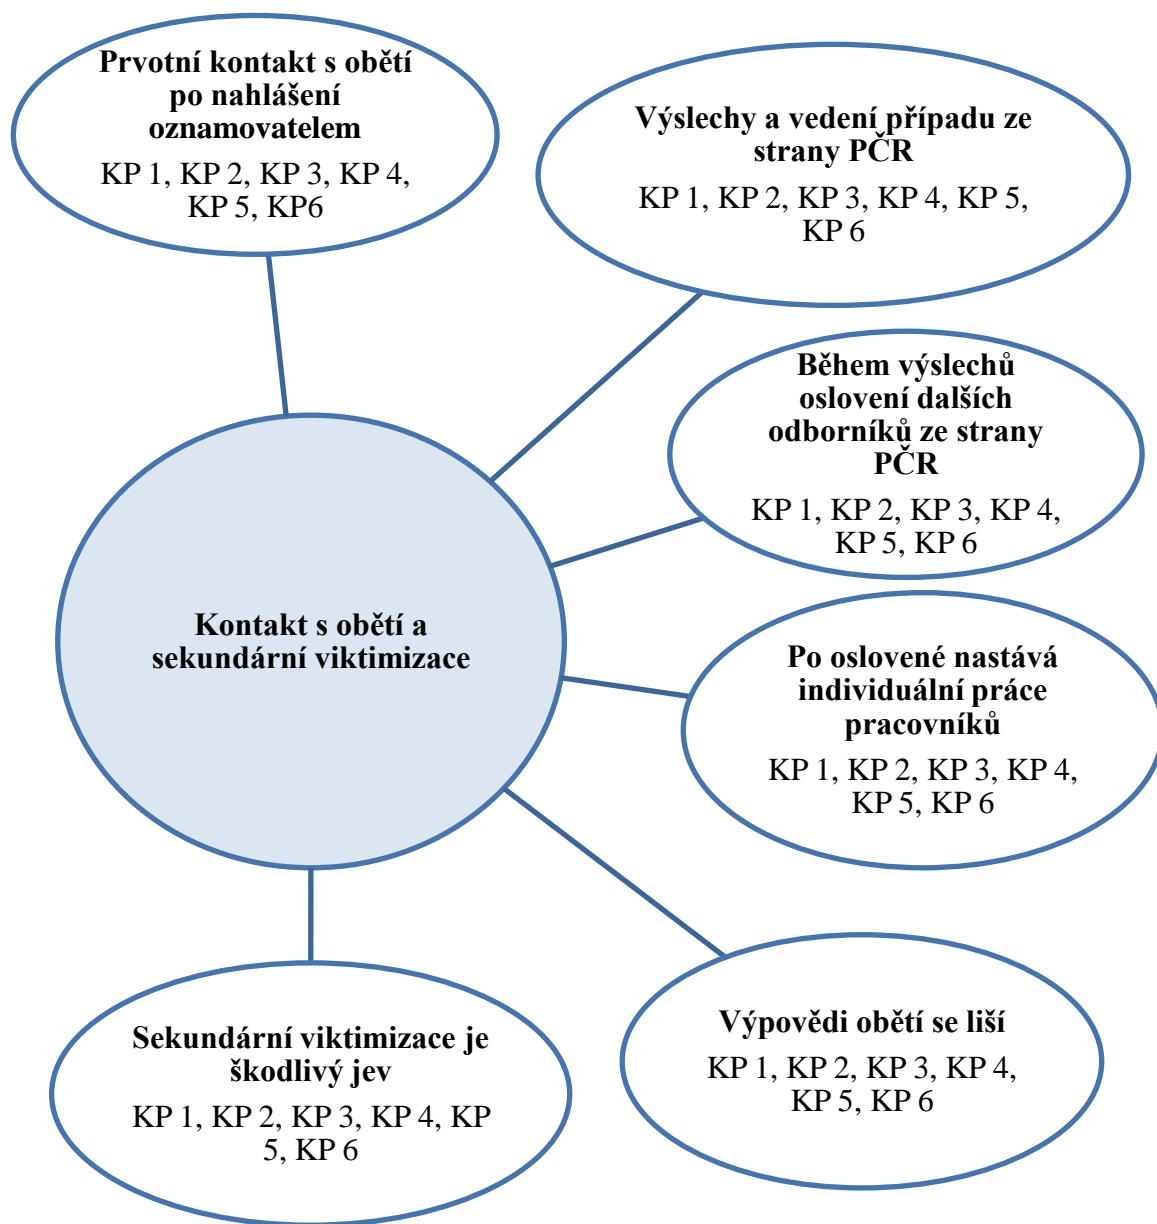 Prvotní kontakt s obětí
po nahlášení
oznamovatelem
KP 1, KP 2, KP 3, KP 4,
KP 5, KP6
Výslechy a vedení případu ze
strany PČR
KP 1, KP 2, KP 3, KP 4, KP 5,
KP 6
Během výslechů
oslovení dalších
odborníků ze strany
PČR
KP 1, KP 2, KP 3, KP 4,
KP 5, KP 6
Kontakt s obětí a
sekundární viktimizace
Po oslovené nastává
individuální práce
pracovníků
KP 1, KP 2, KP 3, KP 4,
KP 5, KP 6
Výpovědi obětí se liší
KP 1, KP 2, KP 3, KP 4,
KP 5, KP 6
Sekundární viktimizace je
škodlivý jev
KP 1, KP 2, KP 3, KP 4, KP
5, KP 6